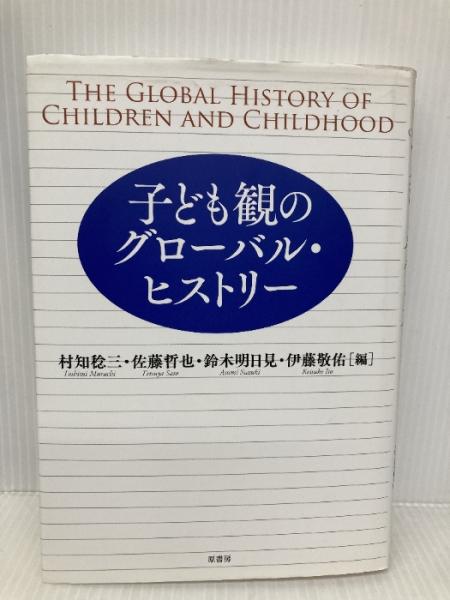 THE GLOBAL HISTORY OF
CHILDREN AND CHILDHOOD
子ども観の
グローバル・
ヒストリー
村知稔三・佐藤哲也・鈴木明日見・伊藤敬佑[編]
Toshimi Murachi Tetsuya Sato Asumi Suzuki Keisuke Ito
原書房